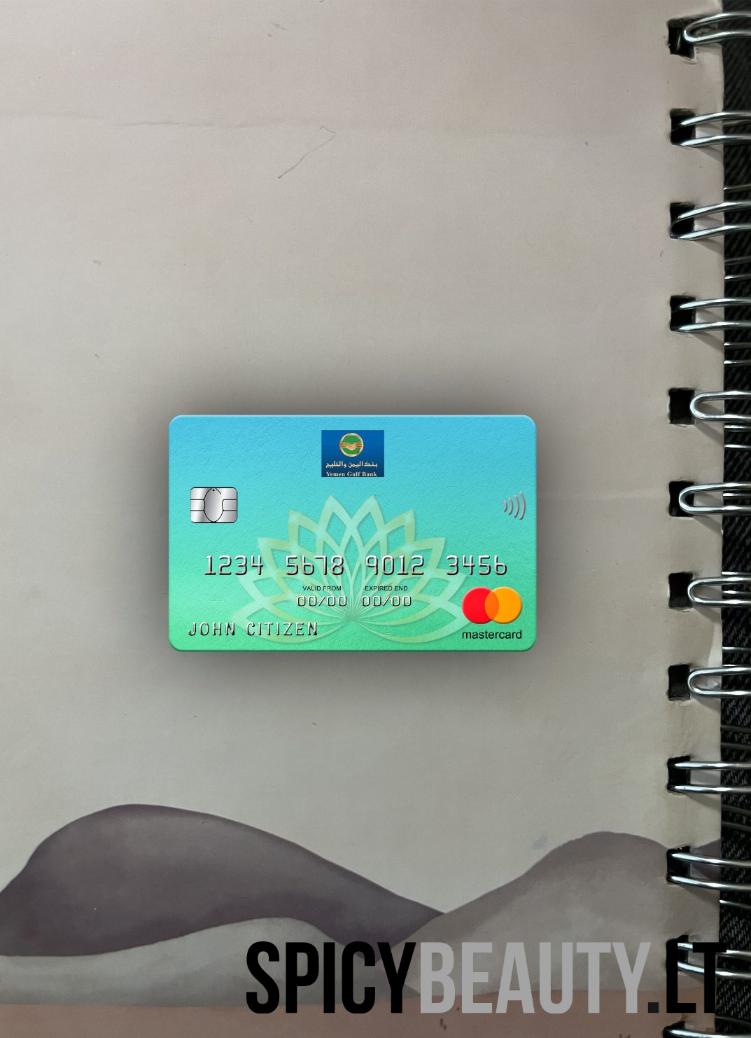 بنك اليمن والخليج
Yemen Gulf Bank
1234 5678 9012 3456
VALID FROM EXPIRED END
00/00 00/00
JOHN CITIZEN
mastercard
SPICYBEAUTY.LT